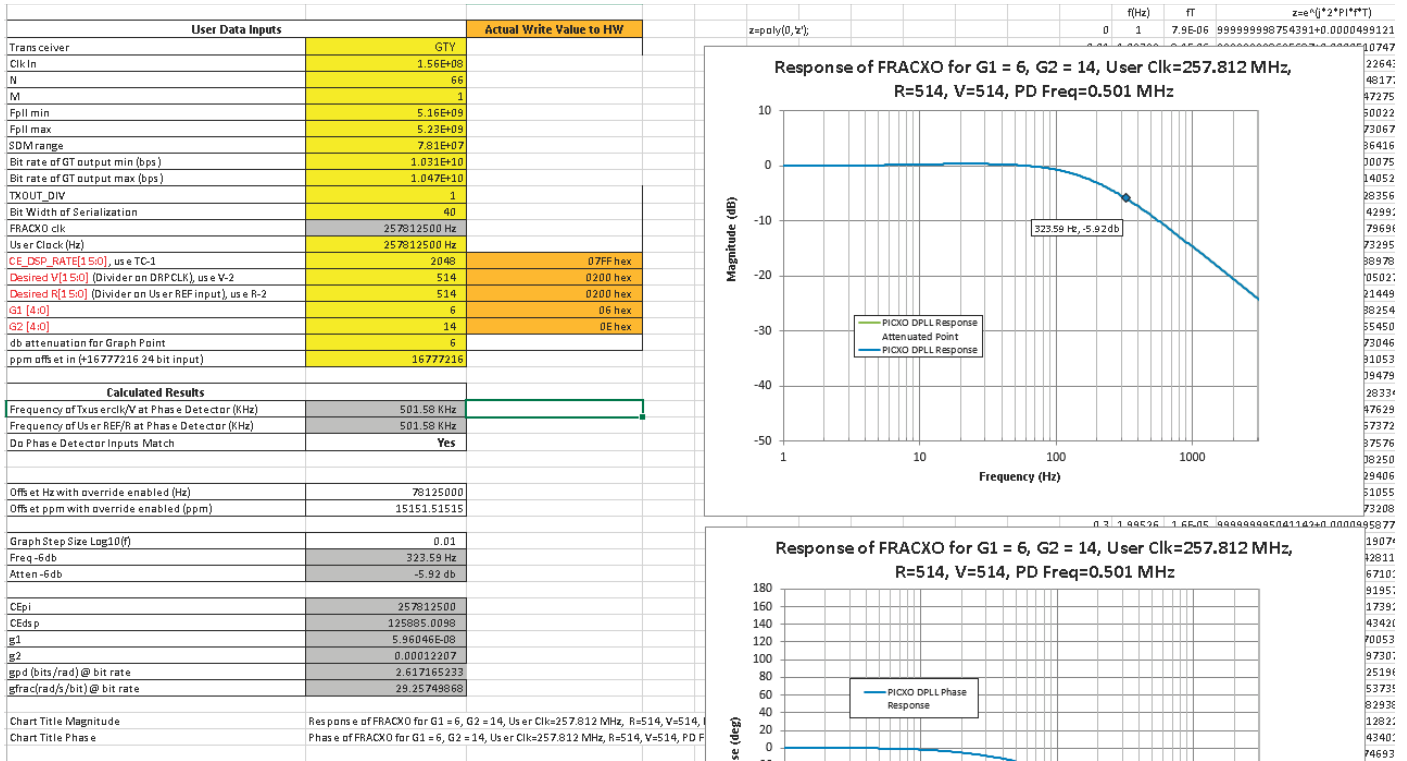 User Data Inputs	Actual Write Value to HW
Transceiver	GTY
Clk In	1.56E+08
N	66
M	1
Fpll min	5.16E+09
Fpll max	5.23E+09
SDM range	7.81E+07
Bit rate of GT output min (bps)	1.031E+10
Bit rate of GT output max (bps)	1.047E+10
TXOUT_DIV	1
Bit Width of Serialization	40
FRACXO clk	257812500 Hz
User Clock (Hz)	257812500 Hz
CE_DSP_RATE[15:0], use TC-1	2048	07FF hex
Desired V[15:0] (Divider on DRPCLK), use V-2	514	0200 hex
Desired R[15:0] (Divider on User REF input), use R-2	514	0200 hex
G1 [4:0]	6	06 hex
G2 [4:0]	14	0E hex
db attenuation for Graph Point	6
ppm offset in (+16777216 24 bit input)	16777216
Calculated Results
Frequency of Txuserclk/V at Phase Detector (KHz)	501.58 KHz
Frequency of User REF/R at Phase Detector (KHz)	501.58 KHz
Do Phase Detector Inputs Match	Yes
Offset Hz with override enabled (Hz)	78125000
Offset ppm with override enabled (ppm)	15151.51515
Graph Step Size Log10(f)	0.01
Freq -6db	323.59 Hz
Atten -6db	-5.92 db
CEpi	257812500
CEdsp	125885.0098
g1	5.96046E-08
g2	0.00012207
gpd (bits/rad) @ bit rate	2.617165233
gfrac(rad/s/bit) @ bit rate	29.25749868
Chart Title Magnitude	Response of FRACXO for G1 = 6, G2 = 14, User Clk=257.812 MHz, R=514, V=514,
Chart Title Phase	Phase of FRACXO for G1 = 6, G2 = 14, User Clk=257.812 MHz, R=514, V=514, PD F
f(Hz)	fT	z=e^(j*2*PI*f*T)
z=poly(0,'z');	0	1	7.9E-06	999999998754391+0.0000499121
Response of FRACXO for G1 = 6, G2 = 14, User Clk=257.812 MHz,
R=514, V=514, PD Freq=0.501 MHz
10
0
-10
-20
-30
-40
-50
Magnitude (dB)
323.59 Hz, -5.92db
PICXO DPLL Response
Attenuated Point
PICXO DPLL Response
1	10	100	1000
Frequency (Hz)
0.3	1.99526	1.6E-05	999999995041142+0.0000995877
Response of FRACXO for G1 = 6, G2 = 14, User Clk=257.812 MHz,
R=514, V=514, PD Freq=0.501 MHz
180
160
140
120
100
80
60
40
20
0
PICXO DPLL Phase
Response
se (deg)